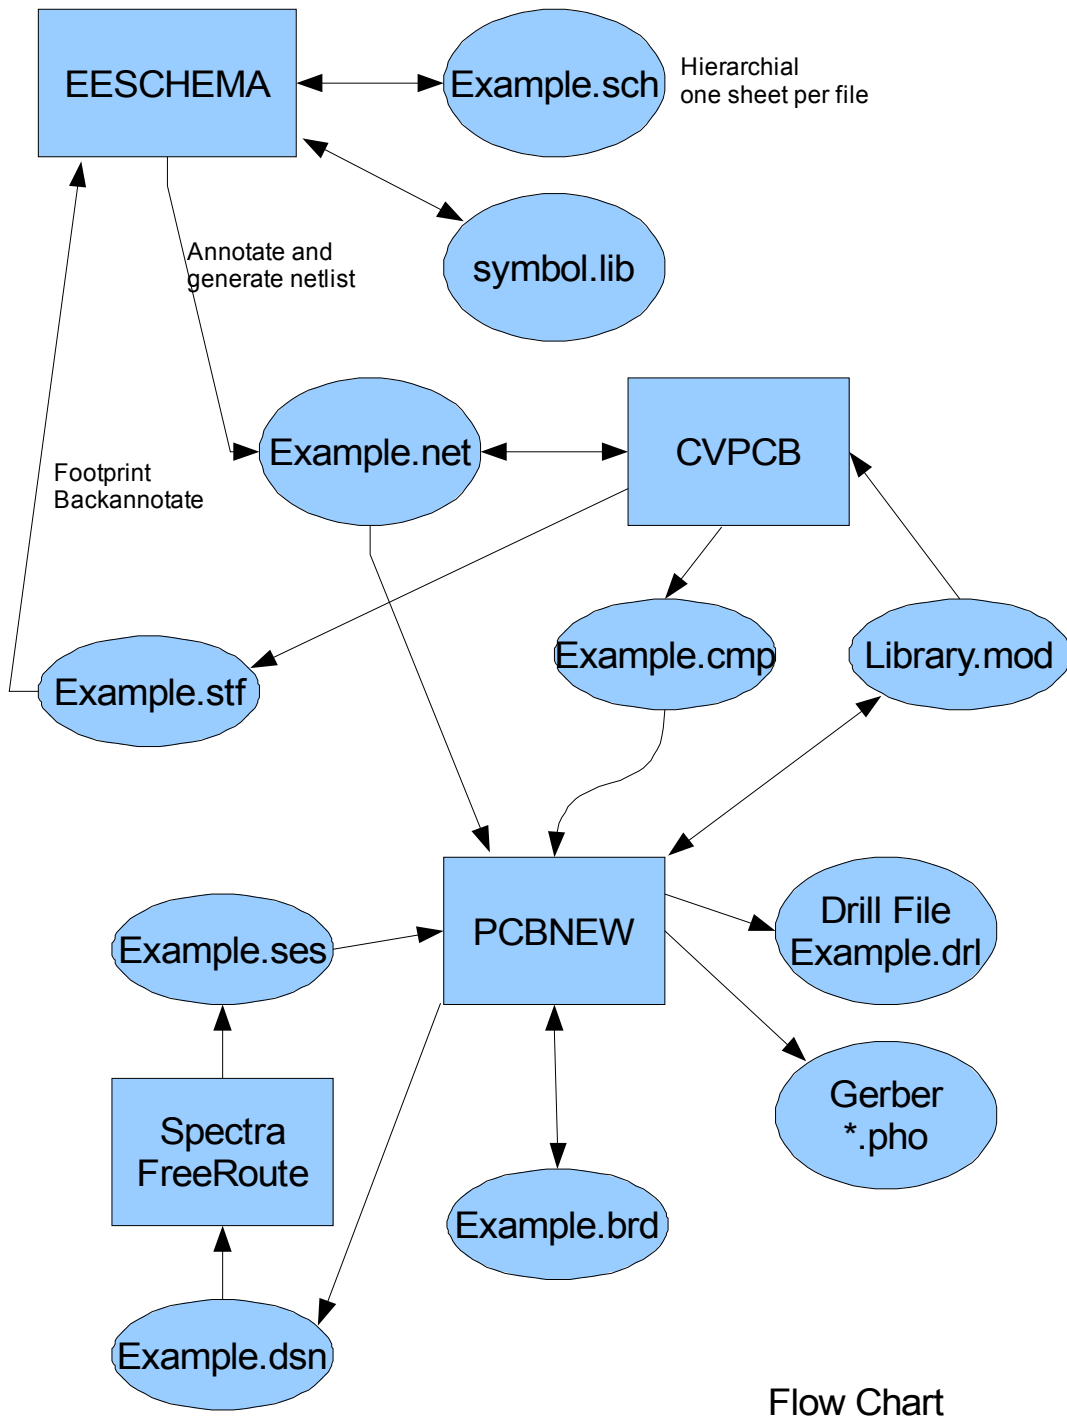 EESCHEMA
Example.sch
Hierarchial
one sheet per file
symbol.lib
Annotate and
generate netlist
Example.net
CVPCB
Footprint
Backannotate
Example.stf
Example.cmp
Library.mod
PCBNEW
Example.ses
Drill File
Example.drl
Spectra
FreeRoute
Gerber
*.pho
Example.brd
Example.dsn
Flow Chart